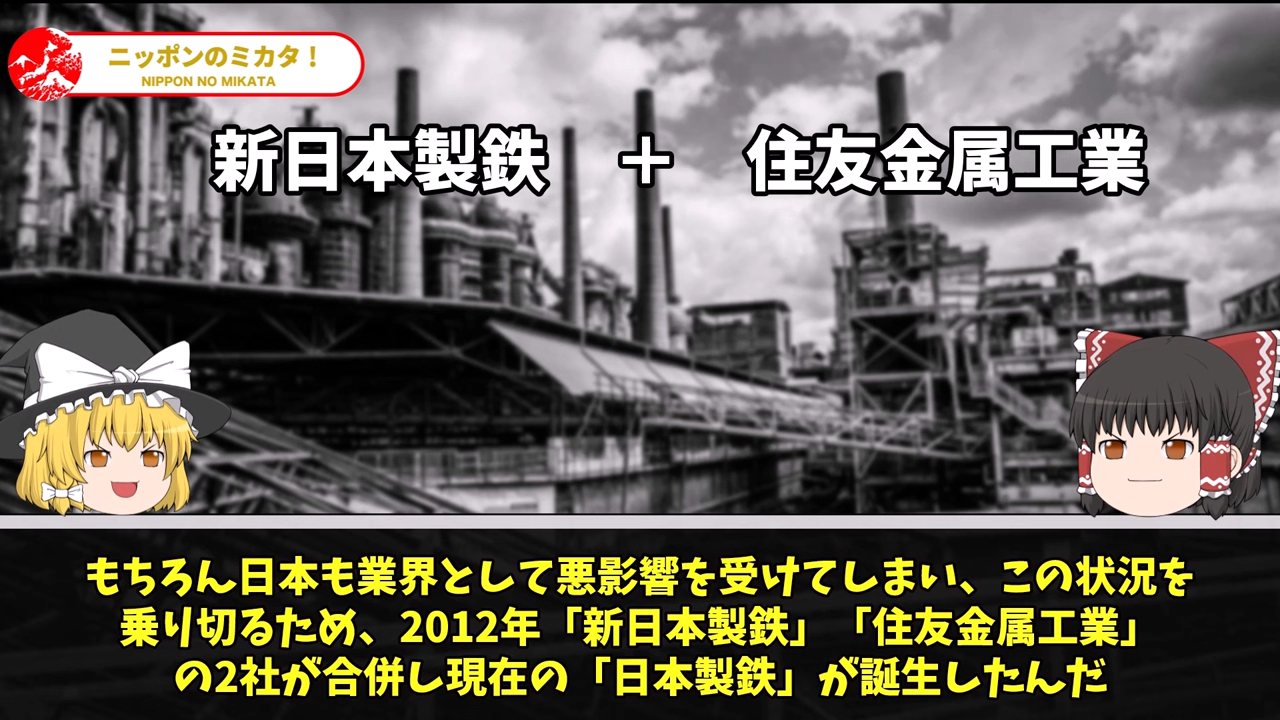 ニッポンのミカタ!
NIPPON NO MIKATA
新日本製鉄 + 住友金属工業
もちろん日本も業界として悪影響を受けてしまい、この状況を
乗り切るため、2012年「新日本製鉄」「住友金属工業」
の2社が合併し現在の「日本製鉄」が誕生したんだ